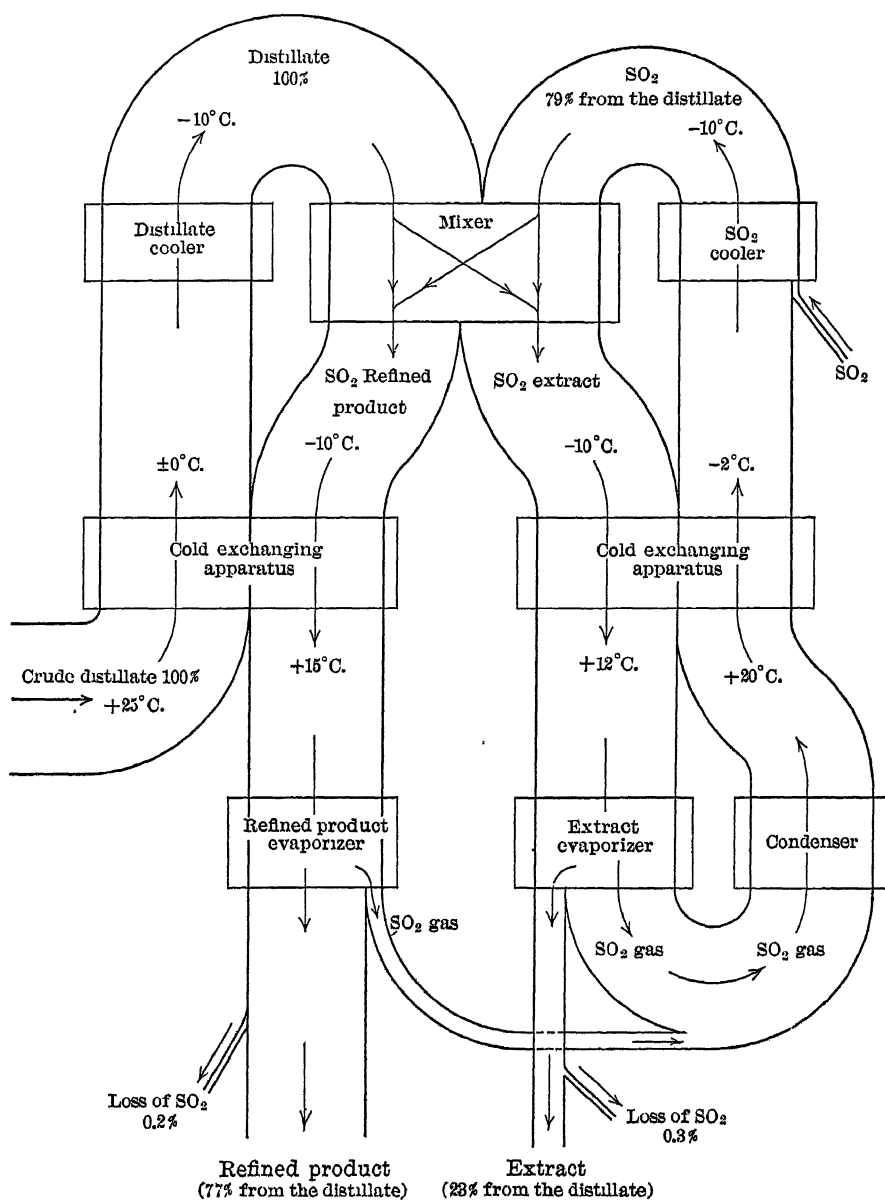 Distillate
100%
SO₂
79% from the distillate
-10°C.
-10°C.
Distillate
cooler
Mixer
SO₂
cooler
SO₂
SO₂ Refined
product
SO₂ extract
-10°C.
-10°C.
±0°C.
-2°C.
Cold exchanging
apparatus
Cold exchanging
apparatus
Crude distillate 100%
+25°C.
+15°C.
+12°C.
+20°C.
Refined product
evaporizer
Extract
evaporizer
Condenser
SO₂ gas
SO₂ gas
SO₂ gas
Loss of SO₂
0.2%
Loss of SO₂
0.3%
Refined product
(77% from the distillate)
Extract
(23% from the distillate)